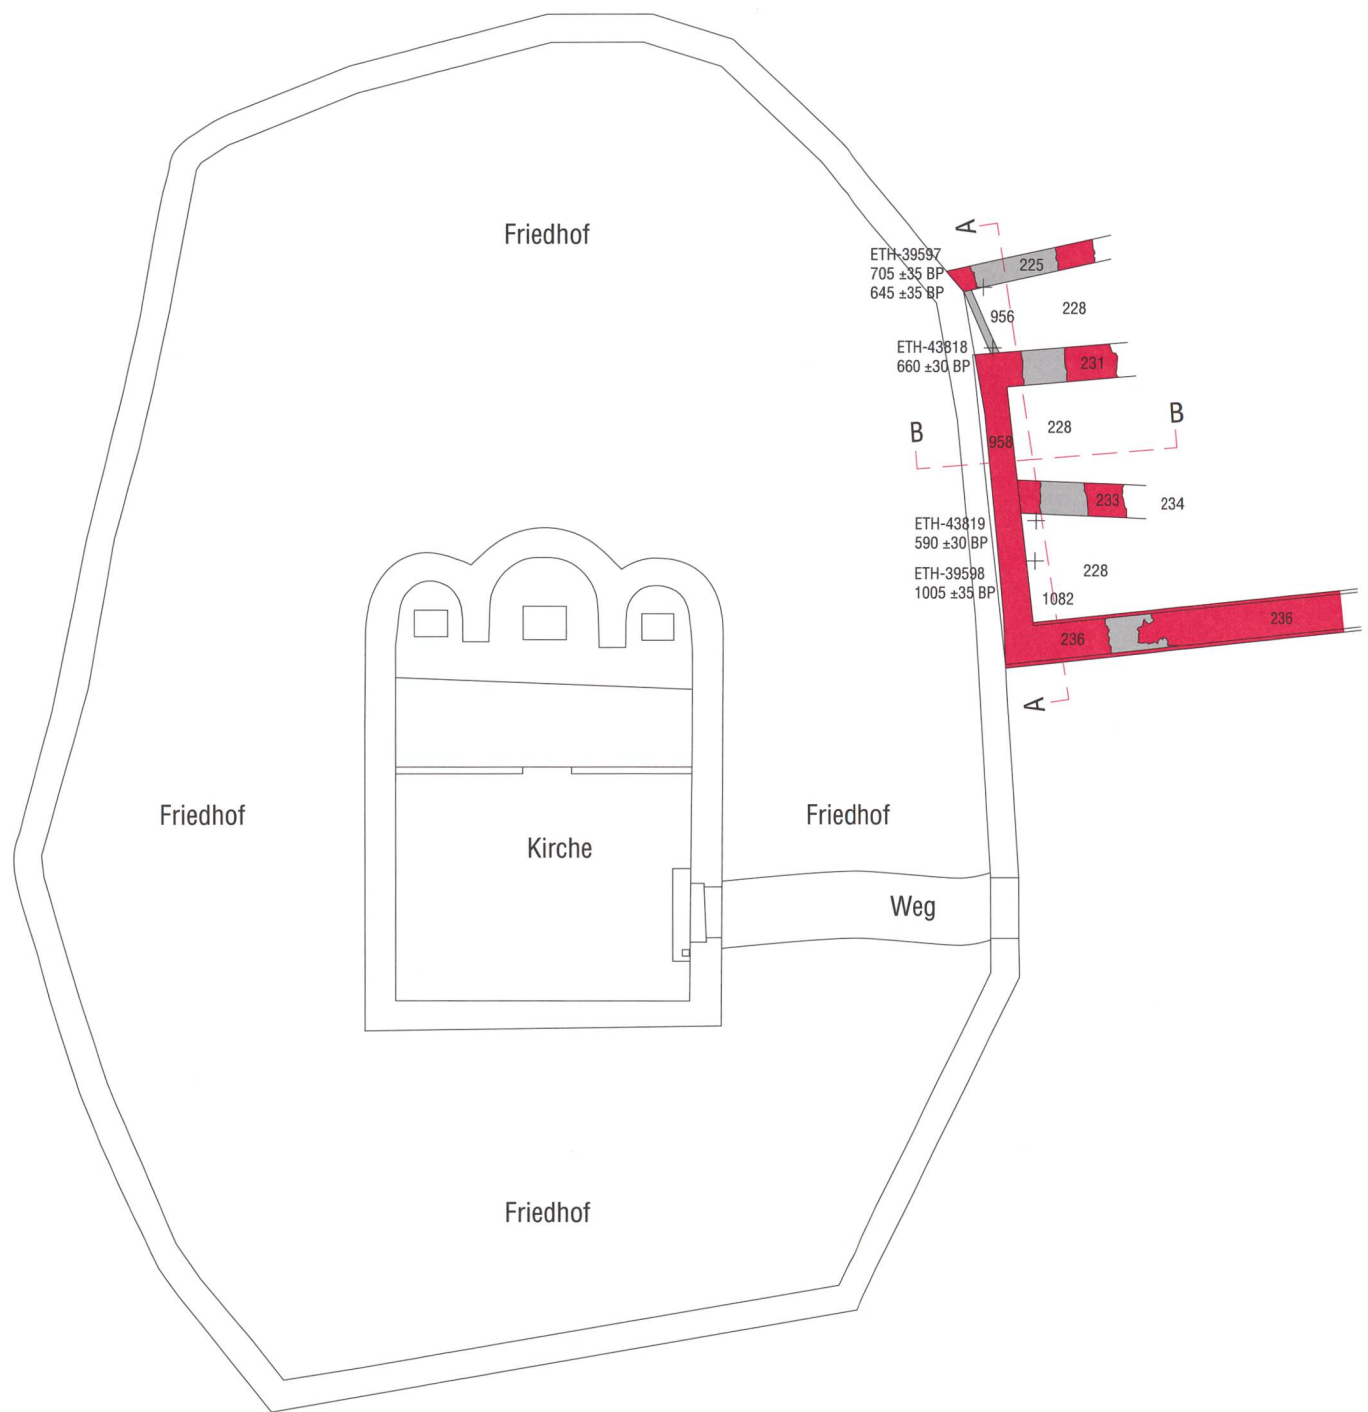 Friedhof
A
ETH-39597
705 ±35 BP
645 ±35 BP
225
956
228
ETH-43818
660 ±30 BP
231
B
958
228
B
233
234
ETH-43819
590 ±30 BP
228
ETH-39598
1005 ±35 BP
1082
236
236
A
Friedhof
Kirche
Friedhof
Weg
Friedhof